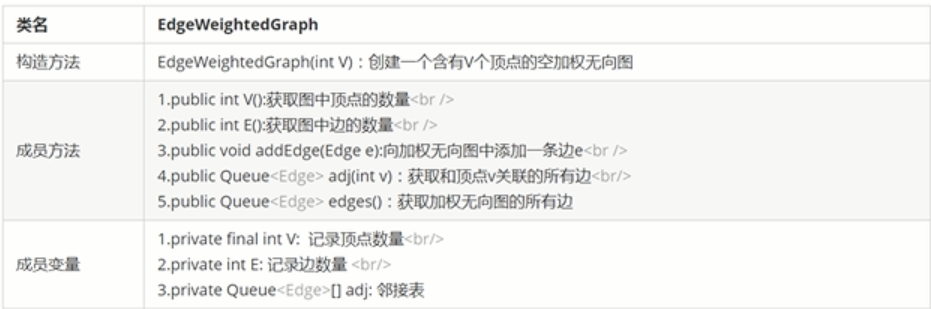 类名 EdgeWeightedGraph
构造方法 EdgeWeightedGraph(int V)：创建一个含有V个顶点的空加权无向图
成员方法
1.public int V():获取图中顶点的数量<br />
2.public int E():获取图中边的数量<br />
3.public void addEdge(Edge e):向加权无向图中添加一条边e<br />
4.public Queue<Edge> adj(int v)：获取和顶点v关联的所有边<br/>
5.public Queue<Edge> edges()：获取加权无向图的所有边
成员变量
1.private final int V: 记录顶点数量<br/>
2.private int E: 记录边数量 <br/>
3.private Queue<Edge>[] adj: 邻接表